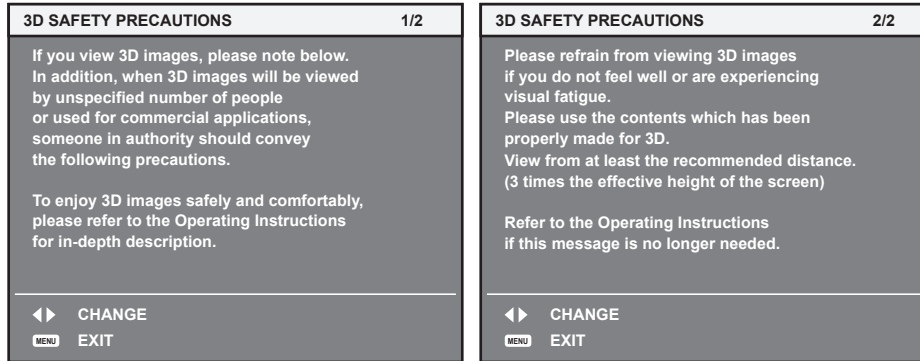 3D SAFETY PRECAUTIONS 1/2
If you view 3D images, please note below.
In addition, when 3D images will be viewed
by unspecified number of people
or used for commercial applications,
someone in authority should convey
the following precautions.
To enjoy 3D images safely and comfortably,
please refer to the Operating Instructions
for in-depth description.
CHANGE
MENU EXIT
3D SAFETY PRECAUTIONS 2/2
Please refrain from viewing 3D images
if you do not feel well or are experiencing
visual fatigue.
Please use the contents which has been
properly made for 3D.
View from at least the recommended distance.
(3 times the effective height of the screen)
Refer to the Operating Instructions
if this message is no longer needed.
CHANGE
MENU EXIT